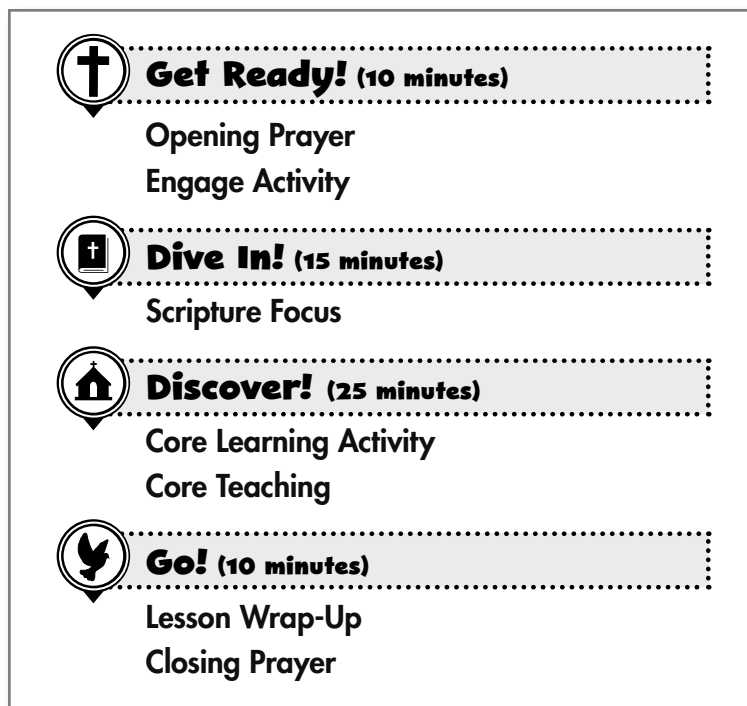 Get Ready! (10 minutes)
Opening Prayer
Engage Activity
Dive In! (15 minutes)
Scripture Focus
Discover! (25 minutes)
Core Learning Activity
Core Teaching
Go! (10 minutes)
Lesson Wrap-Up
Closing Prayer